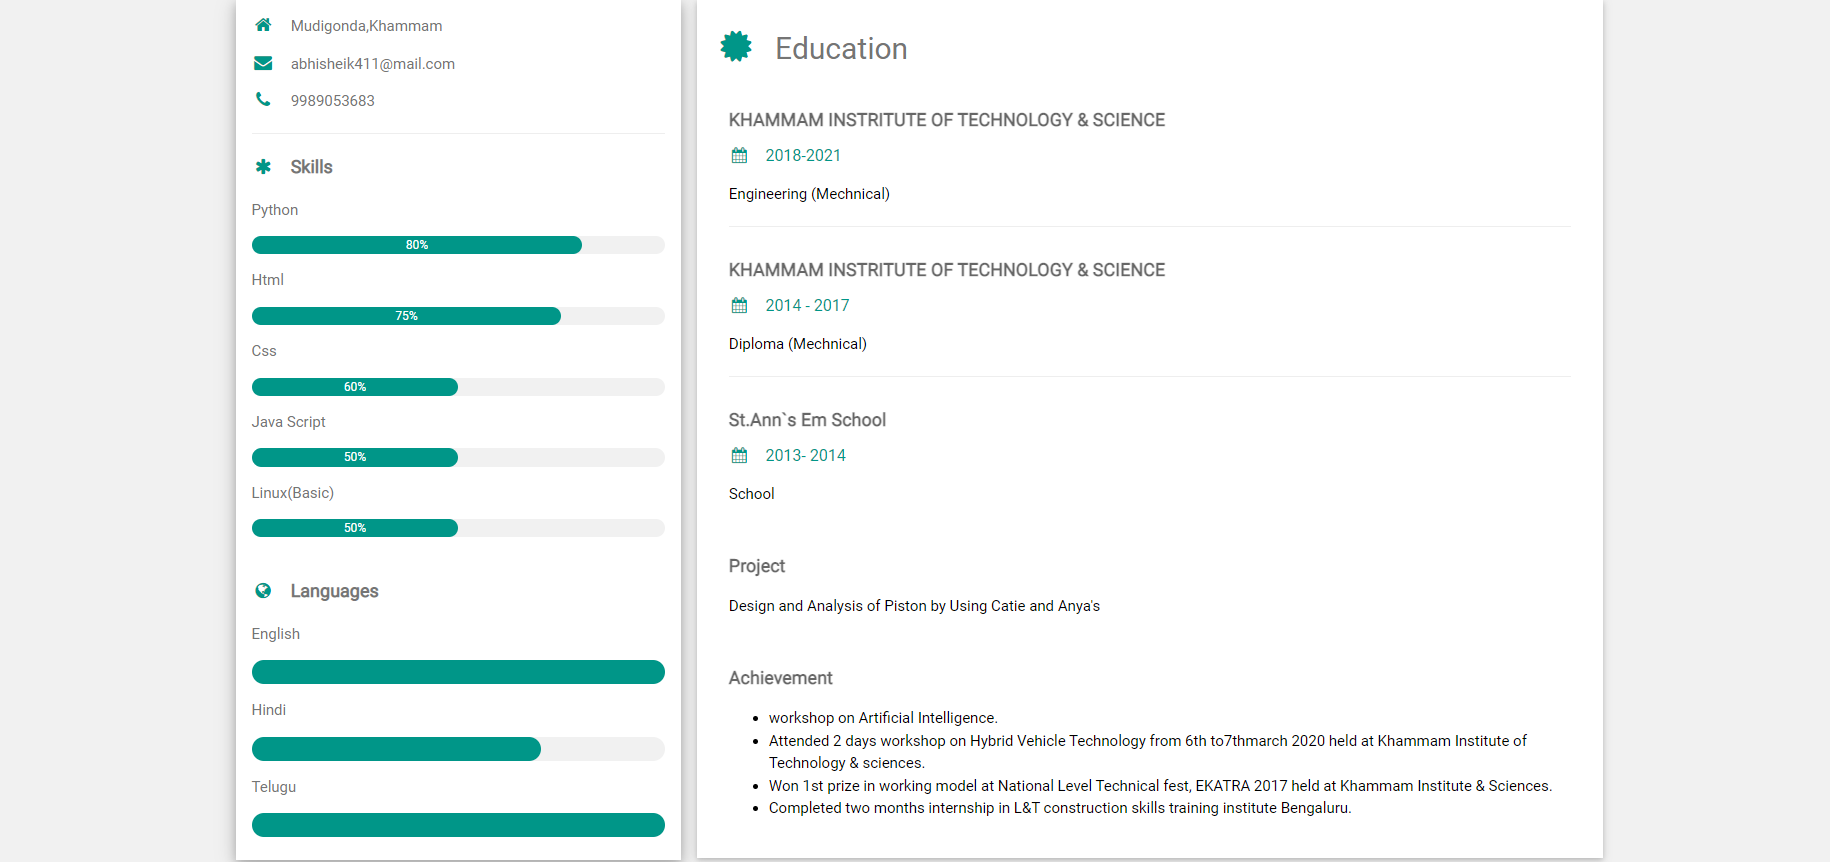 Mudigonda,Khammam
abhisheik411@mail.com
9989053683
Skills
Python
80%
Html
75%
Css
60%
Java Script
50%
Linux(Basic)
50%
Languages
English
Hindi
Telugu
Education
KHAMMAM INSTRITUTE OF TECHNOLOGY & SCIENCE
2018-2021
Engineering (Mechnical)
KHAMMAM INSTRITUTE OF TECHNOLOGY & SCIENCE
2014 - 2017
Diploma (Mechnical)
St.Ann`s Em School
2013- 2014
School
Project
Design and Analysis of Piston by Using Catie and Anya's
Achievement
workshop on Artificial Intelligence.
Attended 2 days workshop on Hybrid Vehicle Technology from 6th to7thmarch 2020 held at Khammam Institute of
Technology & sciences.
Won 1st prize in working model at National Level Technical fest, EKATRA 2017 held at Khammam Institute & Sciences.
Completed two months internship in L&T construction skills training institute Bengaluru.